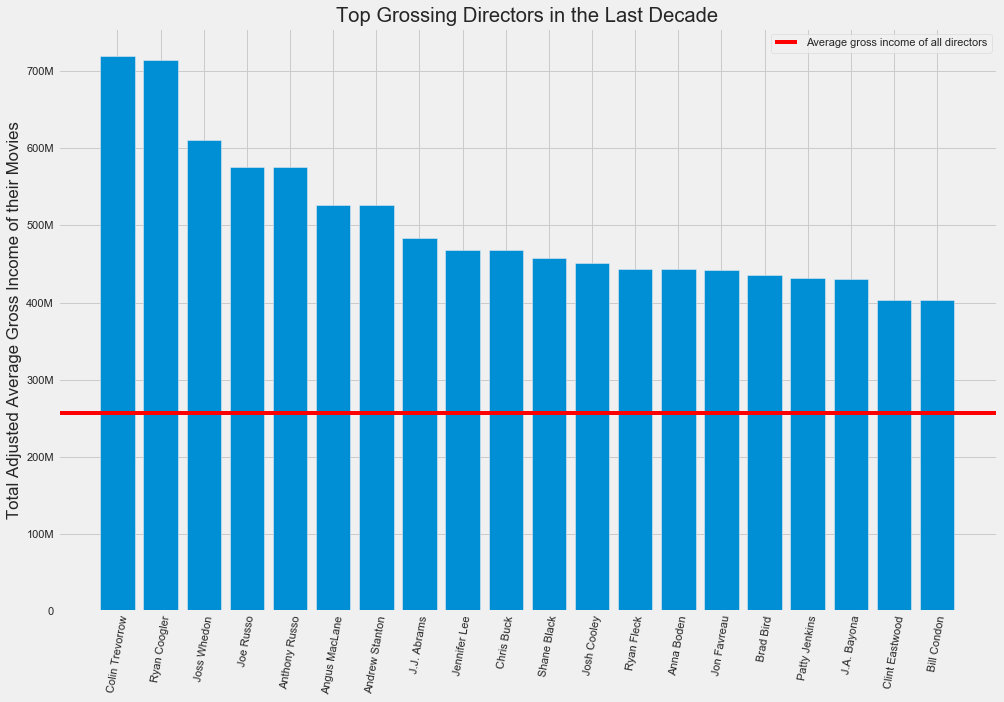 Top Grossing Directors in the Last Decade
Average gross income of all directors
Total Adjusted Average Gross Income of their Movies
700M
600M
500M
400M
300M
200M
100M
0
Colin Trevorrow
Ryan Coogler
Joss Whedon
Joe Russo
Anthony Russo
Angus MacLane
Andrew Stanton
J.J. Abrams
Jennifer Lee
Chris Buck
Shane Black
Josh Cooley
Ryan Fleck
Anna Boden
Jon Favreau
Brad Bird
Patty Jenkins
J.A. Bayona
Clint Eastwood
Bill Condon